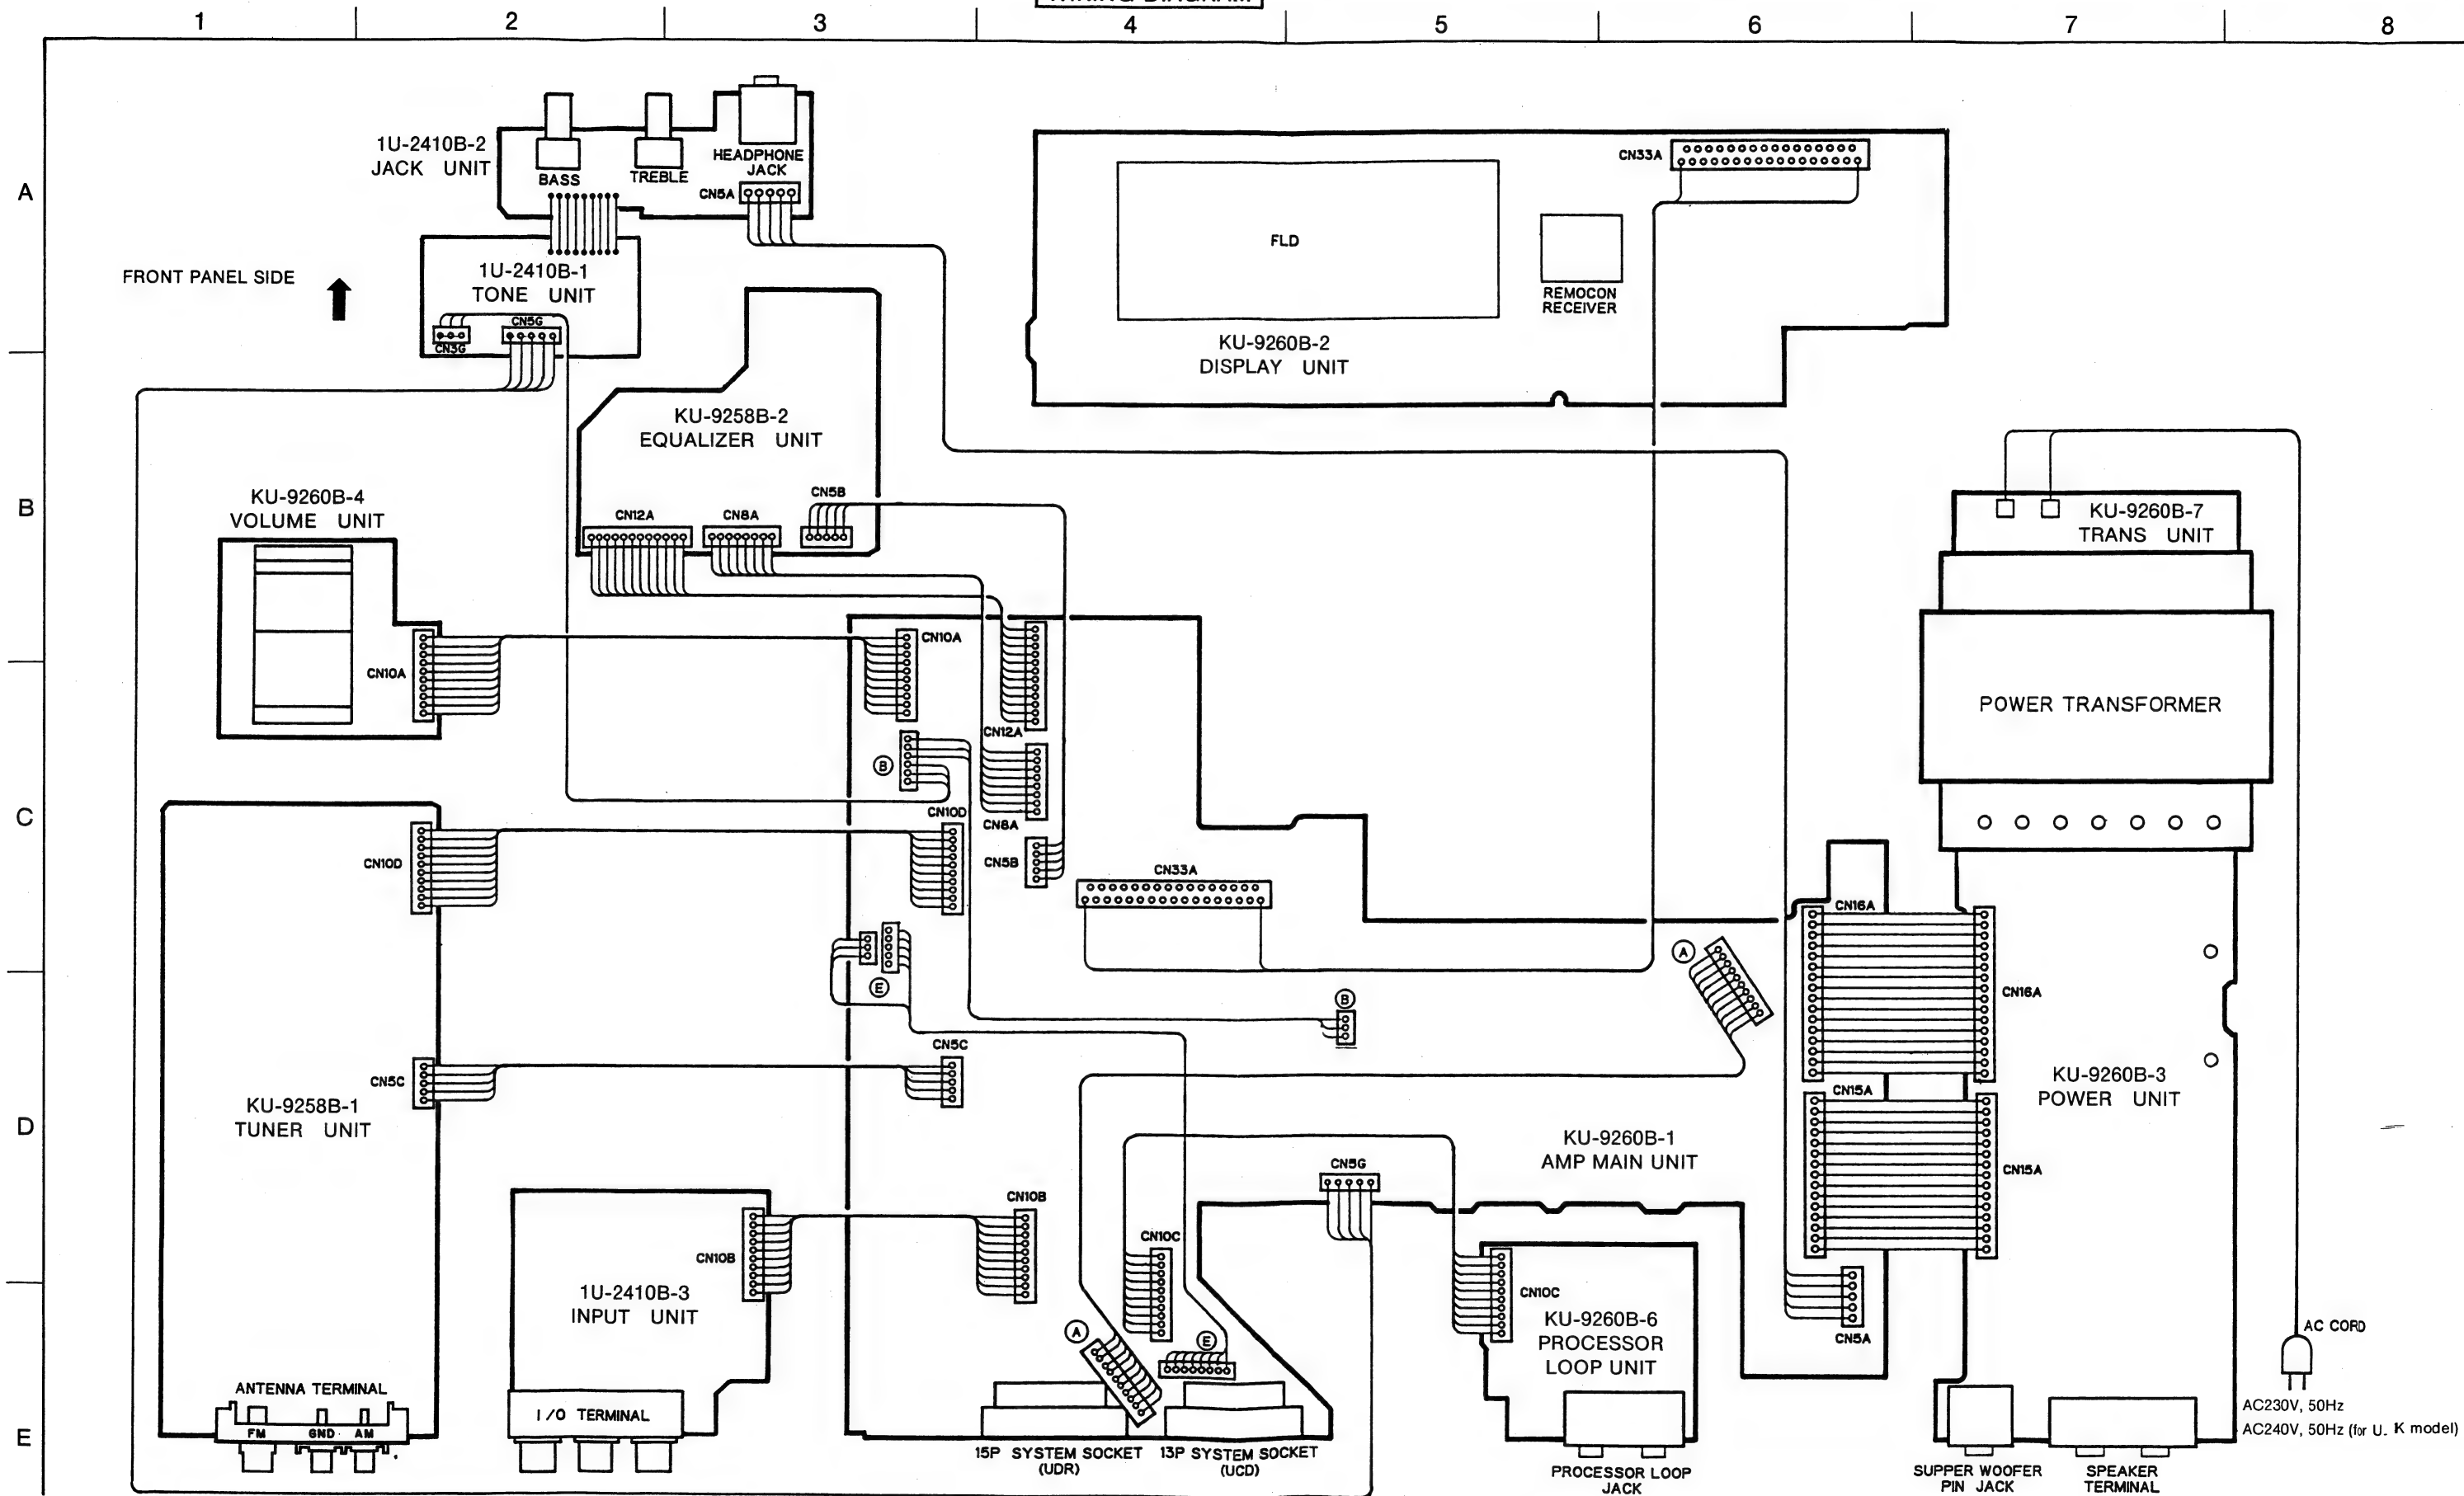 WIRING DIAGRAM
1 2 3 4 5 6 7 8
A
1U-2410B-2
JACK UNIT
BASS
TREBLE
HEADPHONE
JACK
CN5A
CN33A
FLD
REMOCON
RECEIVER
FRONT PANEL SIDE
1U-2410B-1
TONE UNIT
CN3G
CN5G
KU-9260B-2
DISPLAY UNIT
B
KU-9258B-2
EQUALIZER UNIT
CN12A
CN8A
CN5B
KU-9260B-4
VOLUME UNIT
KU-9260B-7
TRANS UNIT
CN10A
CN10A
CN12A
POWER TRANSFORMER
C
B
CN10D
CN10D
CN8A
CN5B
CN33A
CN16A
A
E
B
CN16A
D
CN5C
CN5C
KU-9258B-1
TUNER UNIT
CN15A
KU-9260B-3
POWER UNIT
KU-9260B-1
AMP MAIN UNIT
CN5G
CN15A
CN10B
CN10B
CN10C
CN10C
1U-2410B-3
INPUT UNIT
KU-9260B-6
PROCESSOR
LOOP UNIT
CN5A
A
E
AC CORD
AC230V, 50Hz
AC240V, 50Hz (for U. K model)
E
ANTENNA TERMINAL
FM GND AM
I/O TERMINAL
15P SYSTEM SOCKET
(UDR)
13P SYSTEM SOCKET
(UCD)
PROCESSOR LOOP
JACK
SUPPER WOOFER
PIN JACK
SPEAKER
TERMINAL